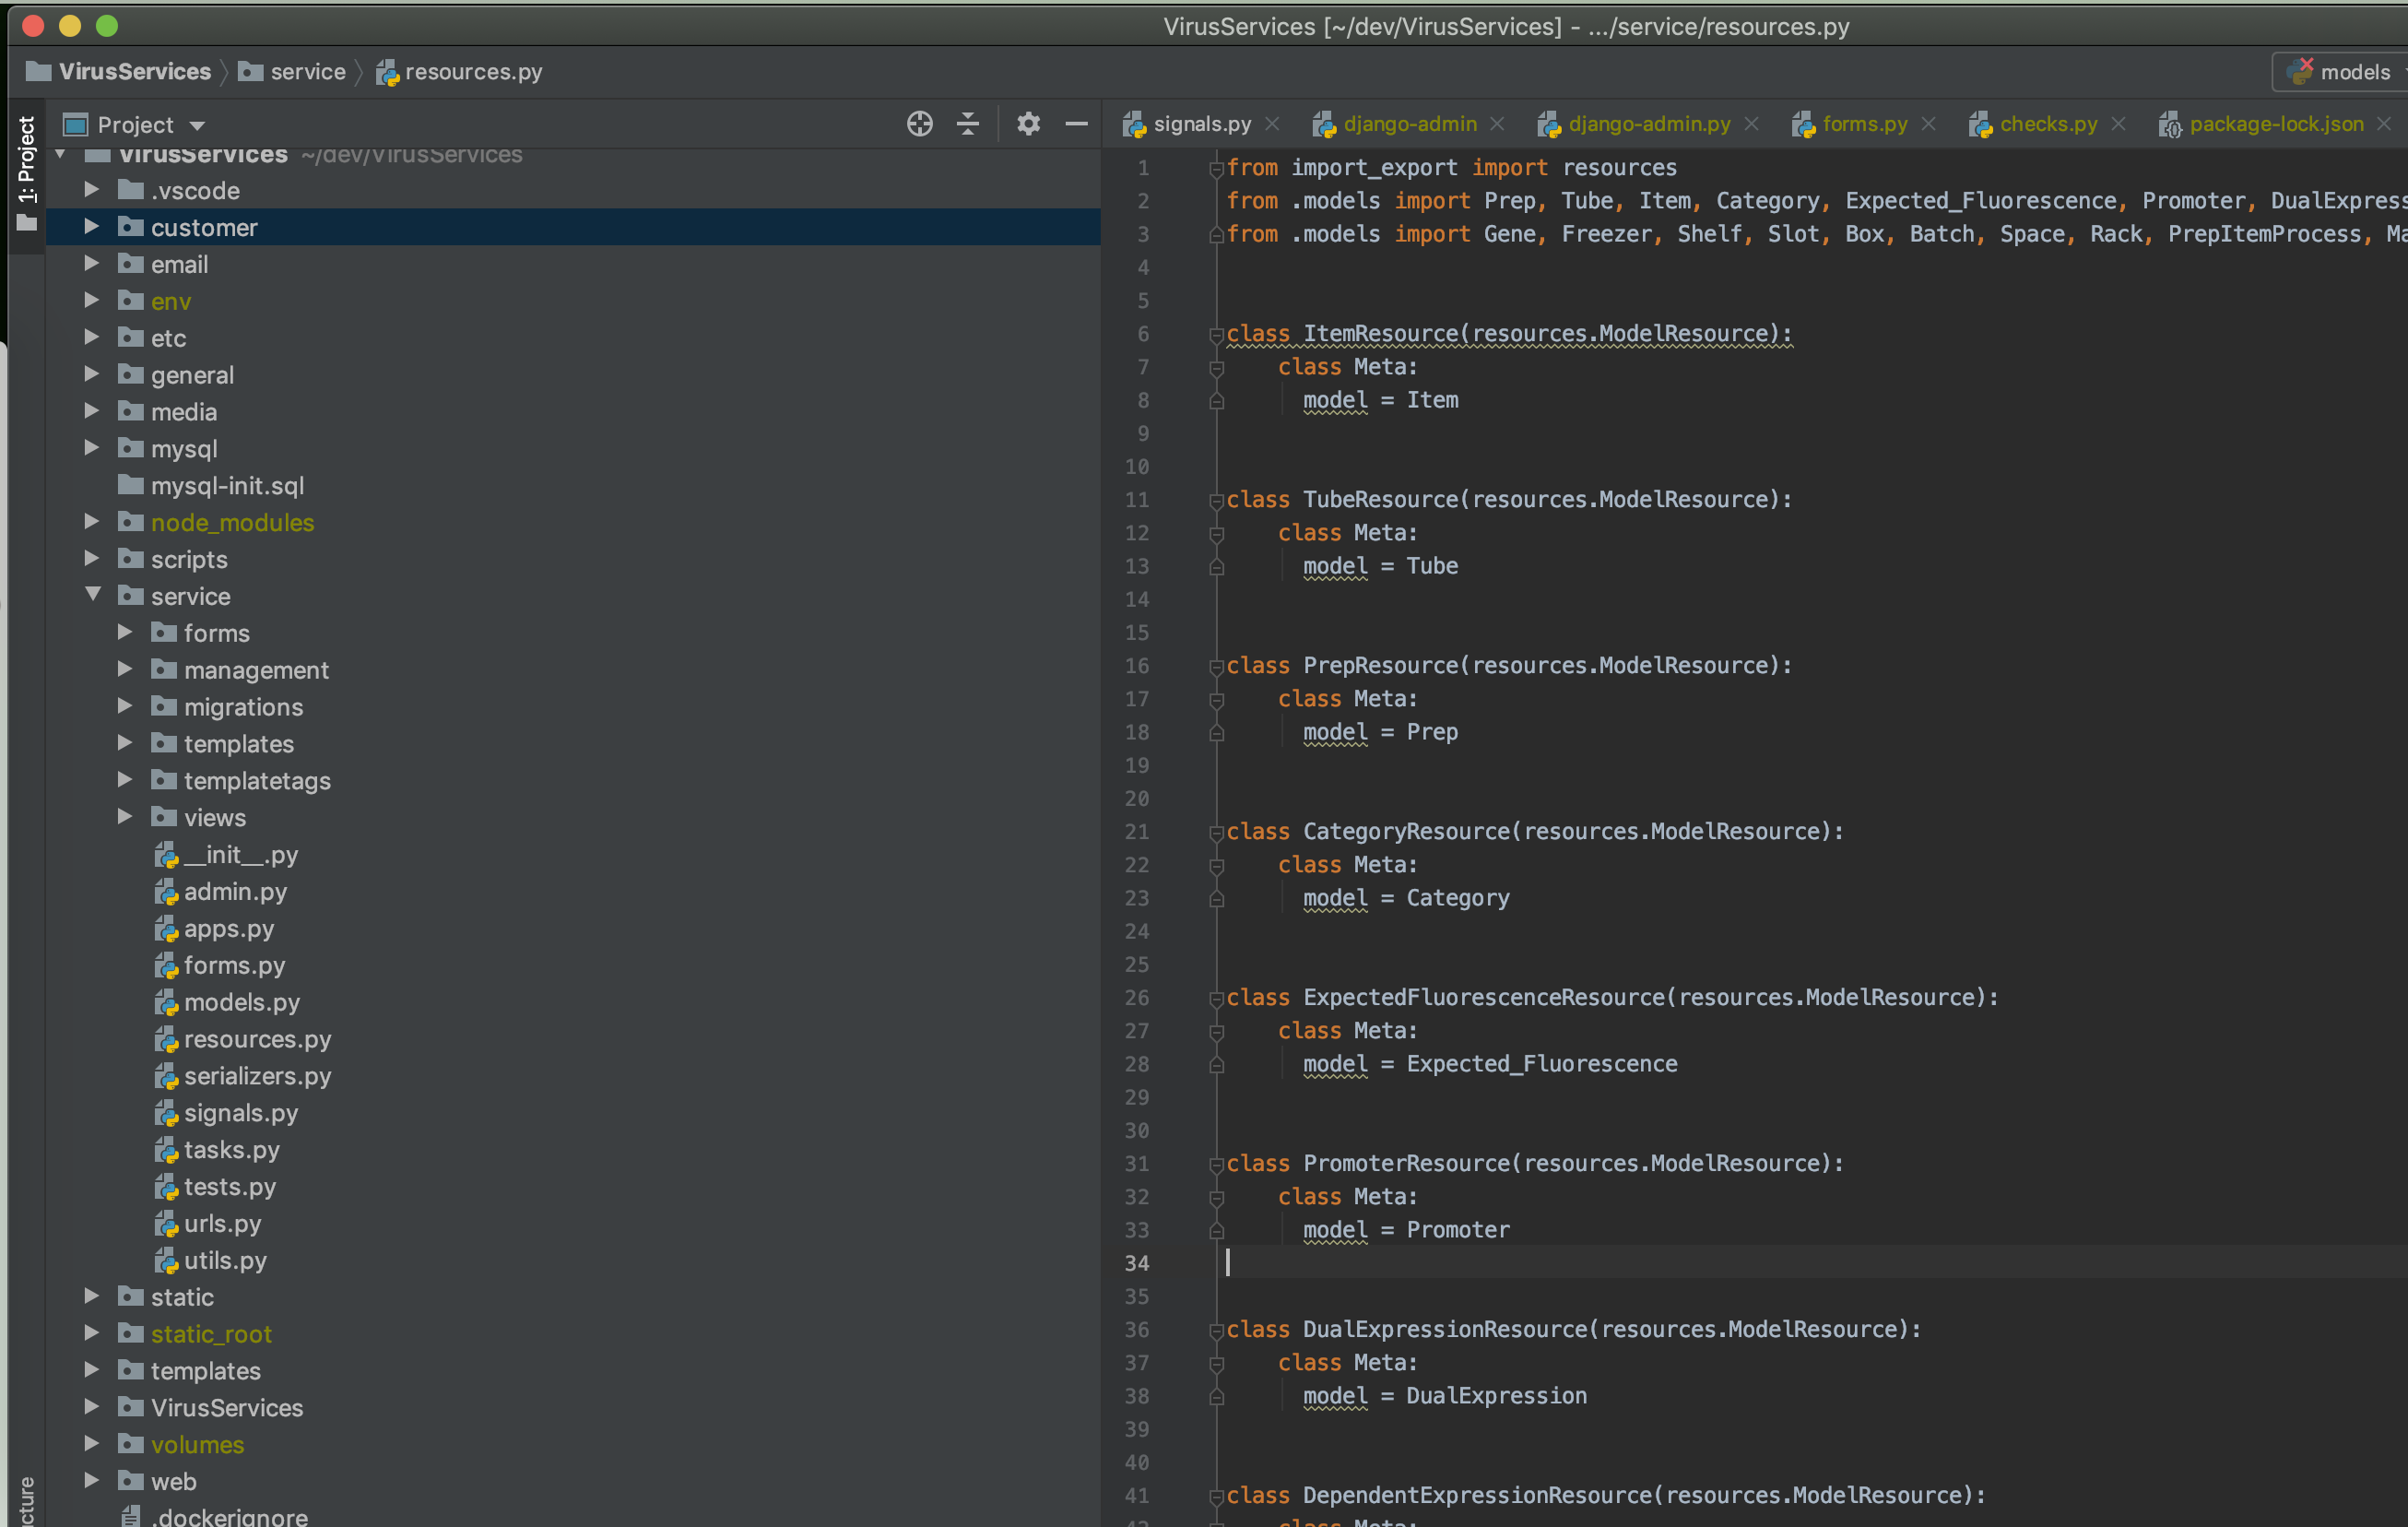 VirusServices [~/dev/VirusServices] - .../service/resources.py
VirusServices service resources.py
models
1: Project
Project
signals.py django-admin django-admin.py forms.py checks.py package-lock.json
VirusServices ~/dev/VirusServices
.vscode
customer
email
env
etc
general
media
mysql
mysql-init.sql
node_modules
scripts
service
forms
management
migrations
templates
templatetags
views
__init__.py
admin.py
apps.py
forms.py
models.py
resources.py
serializers.py
signals.py
tasks.py
tests.py
urls.py
utils.py
static
static_root
templates
VirusServices
volumes
web
.dockerignore
cture
1 from import_export import resources
2 from .models import Prep, Tube, Item, Category, Expected_Fluorescence, Promoter, DualExpress
3 from .models import Gene, Freezer, Shelf, Slot, Box, Batch, Space, Rack, PrepItemProcess, Ma
4
5
6 class ItemResource(resources.ModelResource):
7 class Meta:
8 model = Item
9
10
11 class TubeResource(resources.ModelResource):
12 class Meta:
13 model = Tube
14
15
16 class PrepResource(resources.ModelResource):
17 class Meta:
18 model = Prep
19
20
21 class CategoryResource(resources.ModelResource):
22 class Meta:
23 model = Category
24
25
26 class ExpectedFluorescenceResource(resources.ModelResource):
27 class Meta:
28 model = Expected_Fluorescence
29
30
31 class PromoterResource(resources.ModelResource):
32 class Meta:
33 model = Promoter
34
35
36 class DualExpressionResource(resources.ModelResource):
37 class Meta:
38 model = DualExpression
39
40
41 class DependentExpressionResource(resources.ModelResource):
42 class Meta: